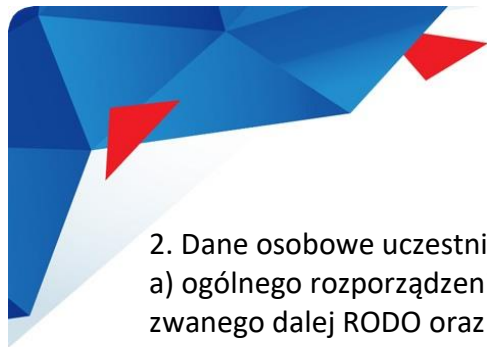 2. Dane osobowe uczestni
a) ogólnego rozporządzen
zwanego dalej RODO oraz